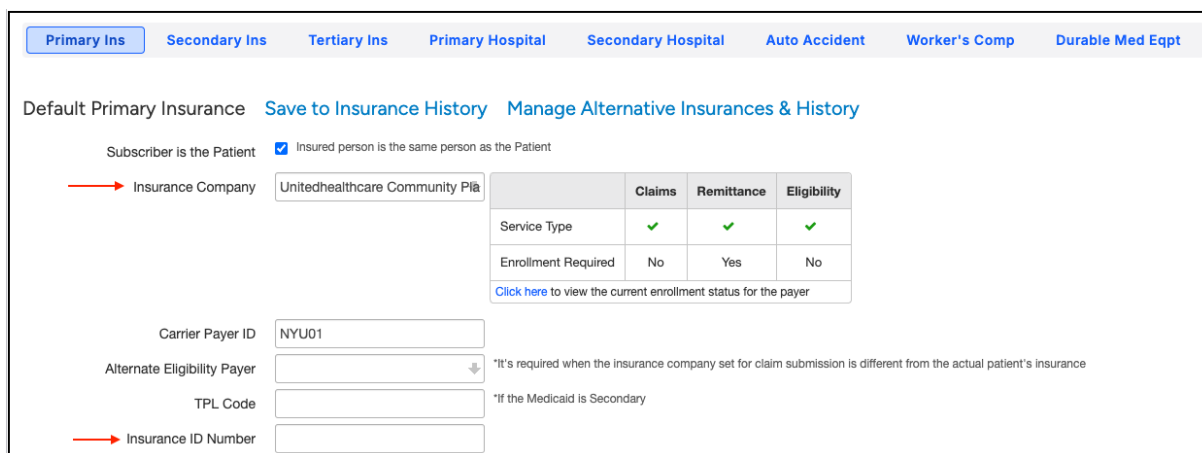 Primary Ins Secondary Ins Tertiary Ins Primary Hospital Secondary Hospital Auto Accident Worker's Comp Durable Med Eqpt
Default Primary Insurance Save to Insurance History Manage Alternative Insurances & History
Subscriber is the Patient Insured person is the same person as the Patient
Insurance Company Unitedhealthcare Community Pla
Claims Remittance Eligibility
Service Type
Enrollment Required No Yes No
Click here to view the current enrollment status for the payer
Carrier Payer ID NYU01
Alternate Eligibility Payer *It's required when the insurance company set for claim submission is different from the actual patient's insurance
TPL Code *If the Medicaid is Secondary
Insurance ID Number